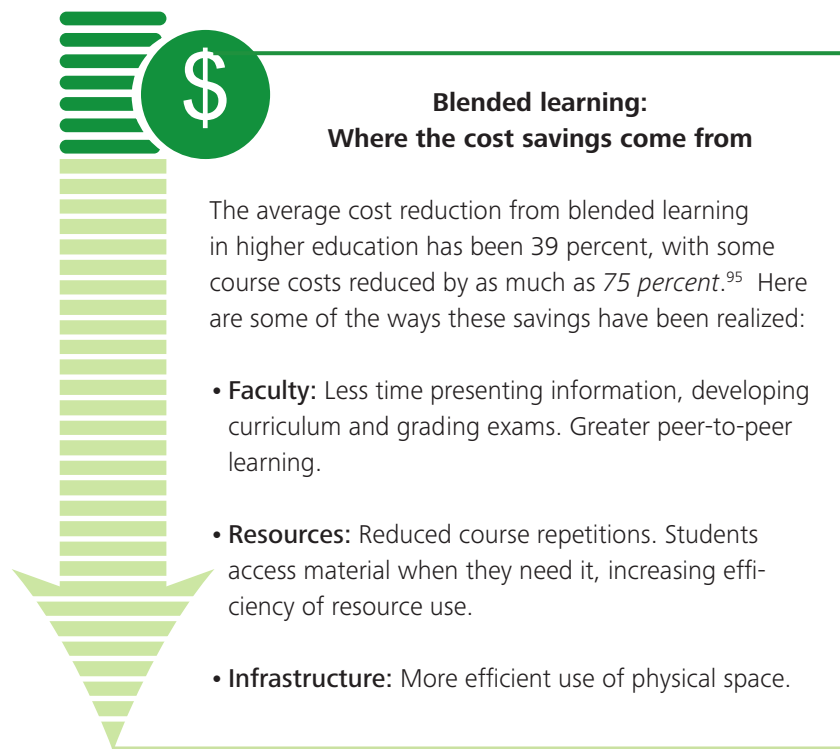 $
Blended learning:
Where the cost savings come from
The average cost reduction from blended learning
in higher education has been 39 percent, with some
course costs reduced by as much as 75 percent.95 Here
are some of the ways these savings have been realized:
• Faculty: Less time presenting information, developing
curriculum and grading exams. Greater peer-to-peer
learning.
• Resources: Reduced course repetitions. Students
access material when they need it, increasing effi-
ciency of resource use.
• Infrastructure: More efficient use of physical space.